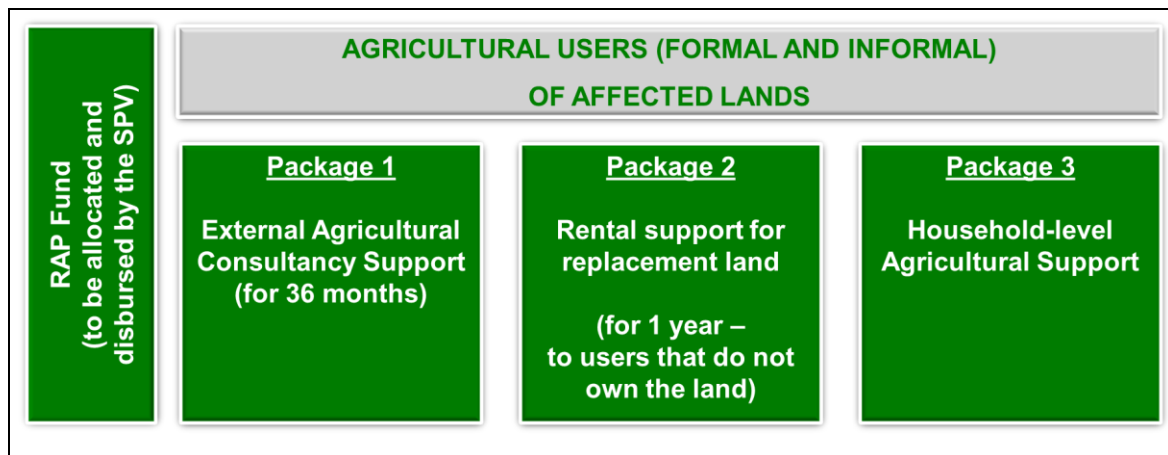 RAP Fund
(to be allocated and
disbursed by the SPV)
AGRICULTURAL USERS (FORMAL AND INFORMAL)
OF AFFECTED LANDS
Package 1
External Agricultural
Consultancy Support
(for 36 months)
Package 2
Rental support for
replacement land
(for 1 year –
to users that do not
own the land)
Package 3
Household-level
Agricultural Support